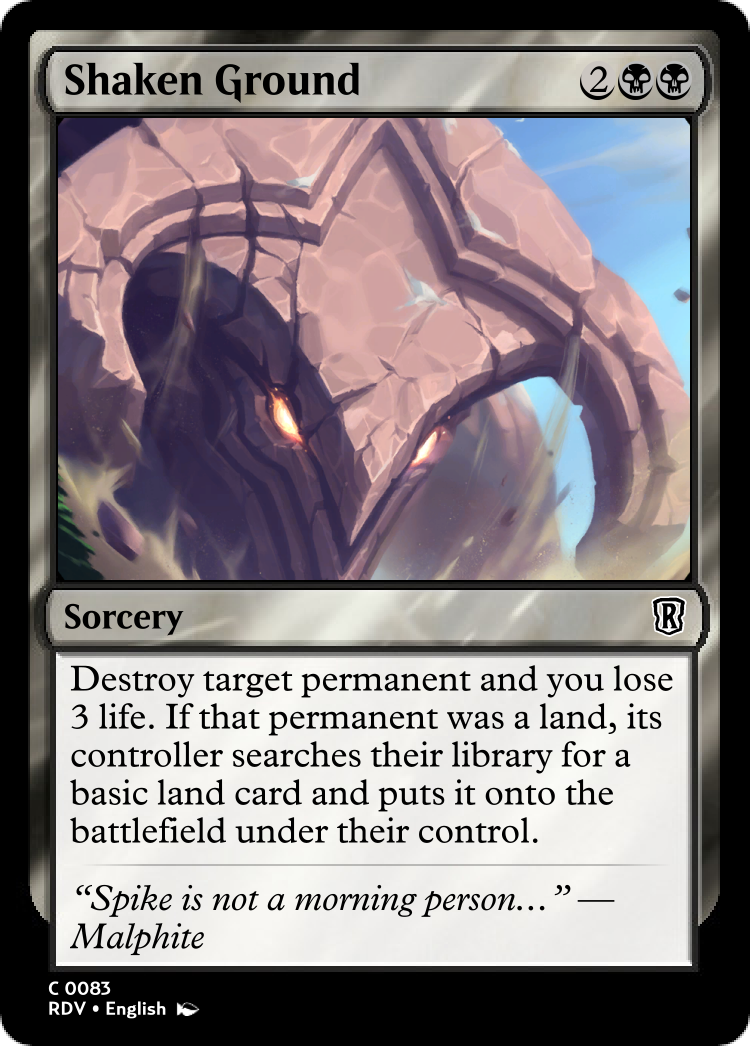 Shaken Ground
2
Sorcery
R
Destroy target permanent and you lose
3 life. If that permanent was a land, its
controller searches their library for a
basic land card and puts it onto the
battlefield under their control.
“Spike is not a morning person…” —
Malphite
C 0083
RDV • English